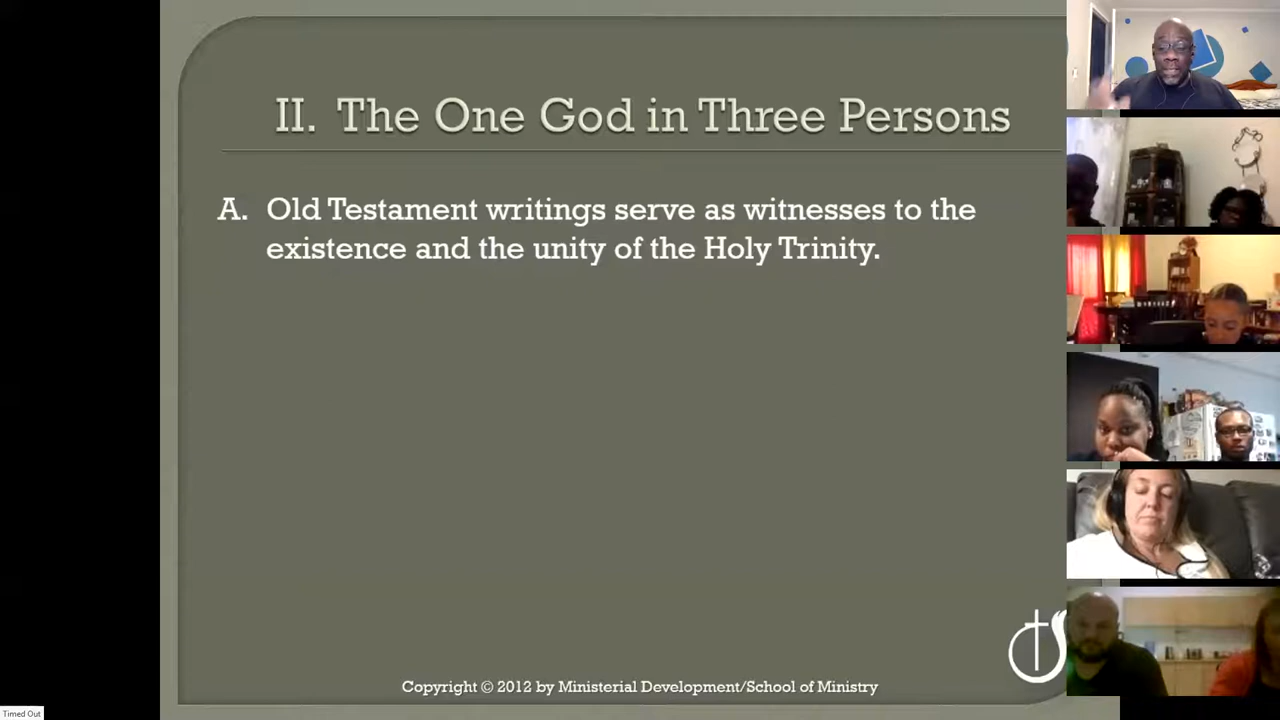 II. The One God in Three Persons
A. Old Testament writings serve as witnesses to the
existence and the unity of the Holy Trinity.
Copyright © 2012 by Ministerial Development/School of Ministry
Timed Out